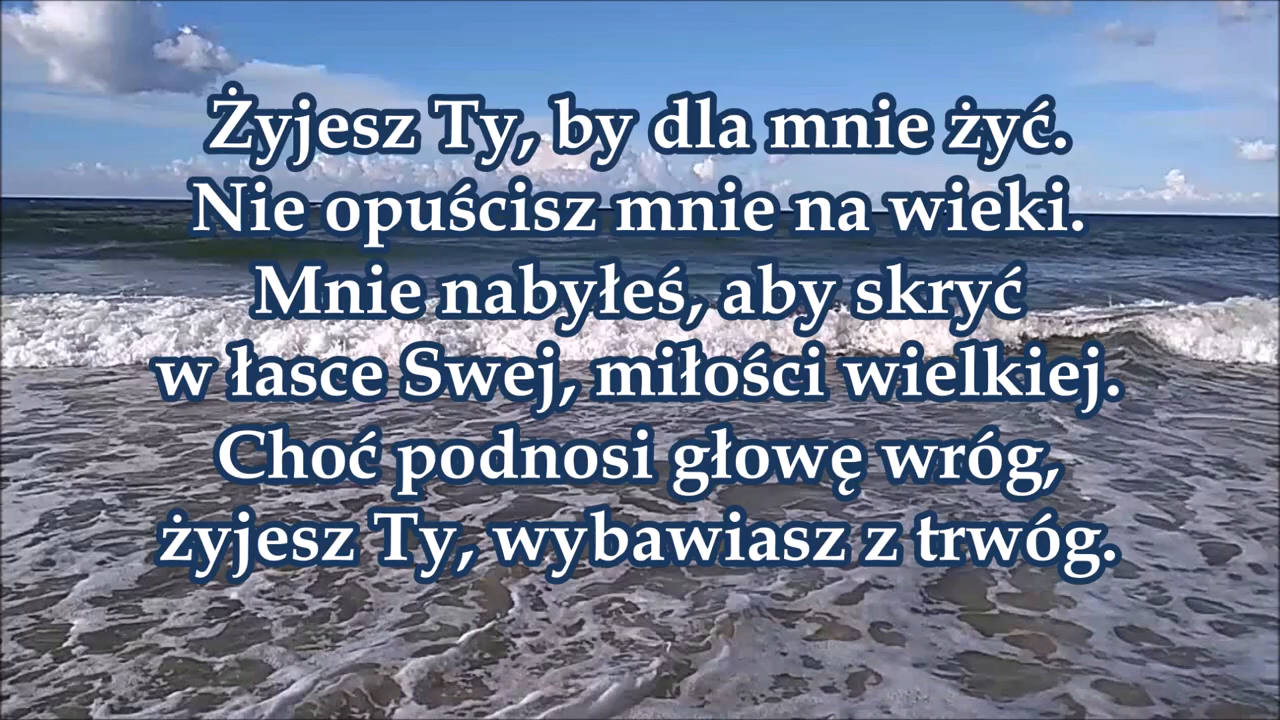 Żyjesz Ty, by dla mnie żyć.
Nie opuścisz mnie na wieki.
Mnie nabyłeś, aby skryć
w łasce Swej, miłości wielkiej.
Choć podnosi głowę wróg,
żyjesz Ty, wybawiasz z trwóg.